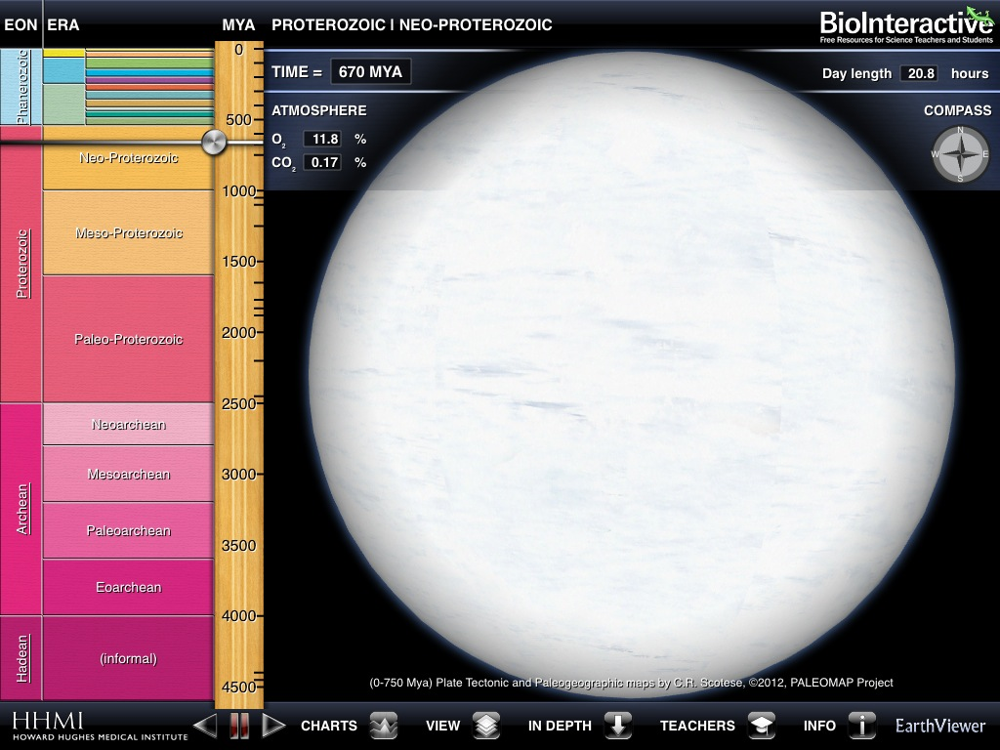 EON ERA MYA PROTEROZOIC | NEO-PROTEROZOIC
BioInteractive
Free Resources for Science Teachers and Students
TIME = 670 MYA
Day length 20.8 hours
ATMOSPHERE
O2 11.8 %
CO2 0.17 %
COMPASS
N
W E
S
Phanerozoic
Proterozoic
Archean
Hadean
Neo-Proterozoic
Meso-Proterozoic
Paleo-Proterozoic
Neoarchean
Mesoarchean
Paleoarchean
Eoarchean
(informal)
0
500
1000
1500
2000
2500
3000
3500
4000
4500
(0-750 Mya) Plate Tectonic and Paleogeographic maps by C.R. Scotese, ©2012, PALEOMAP Project
HHMI
HOWARD HUGHES MEDICAL INSTITUTE
CHARTS VIEW IN DEPTH TEACHERS INFO i EarthViewer